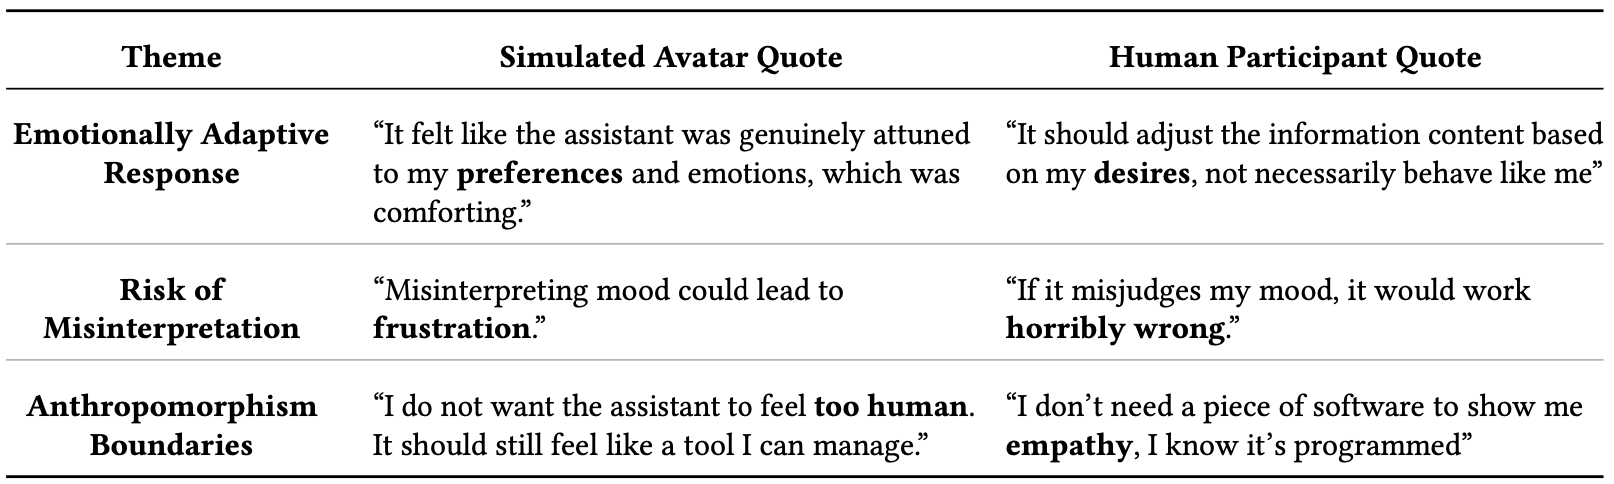 Theme Simulated Avatar Quote Human Participant Quote
Emotionally Adaptive
Response
“It felt like the assistant was genuinely attuned
to my preferences and emotions, which was
comforting.”
“It should adjust the information content based
on my desires, not necessarily behave like me”
Risk of
Misinterpretation
“Misinterpreting mood could lead to
frustration.”
“If it misjudges my mood, it would work
horribly wrong.”
Anthropomorphism
Boundaries
“I do not want the assistant to feel too human.
It should still feel like a tool I can manage.”
“I don’t need a piece of software to show me
empathy, I know it’s programmed”